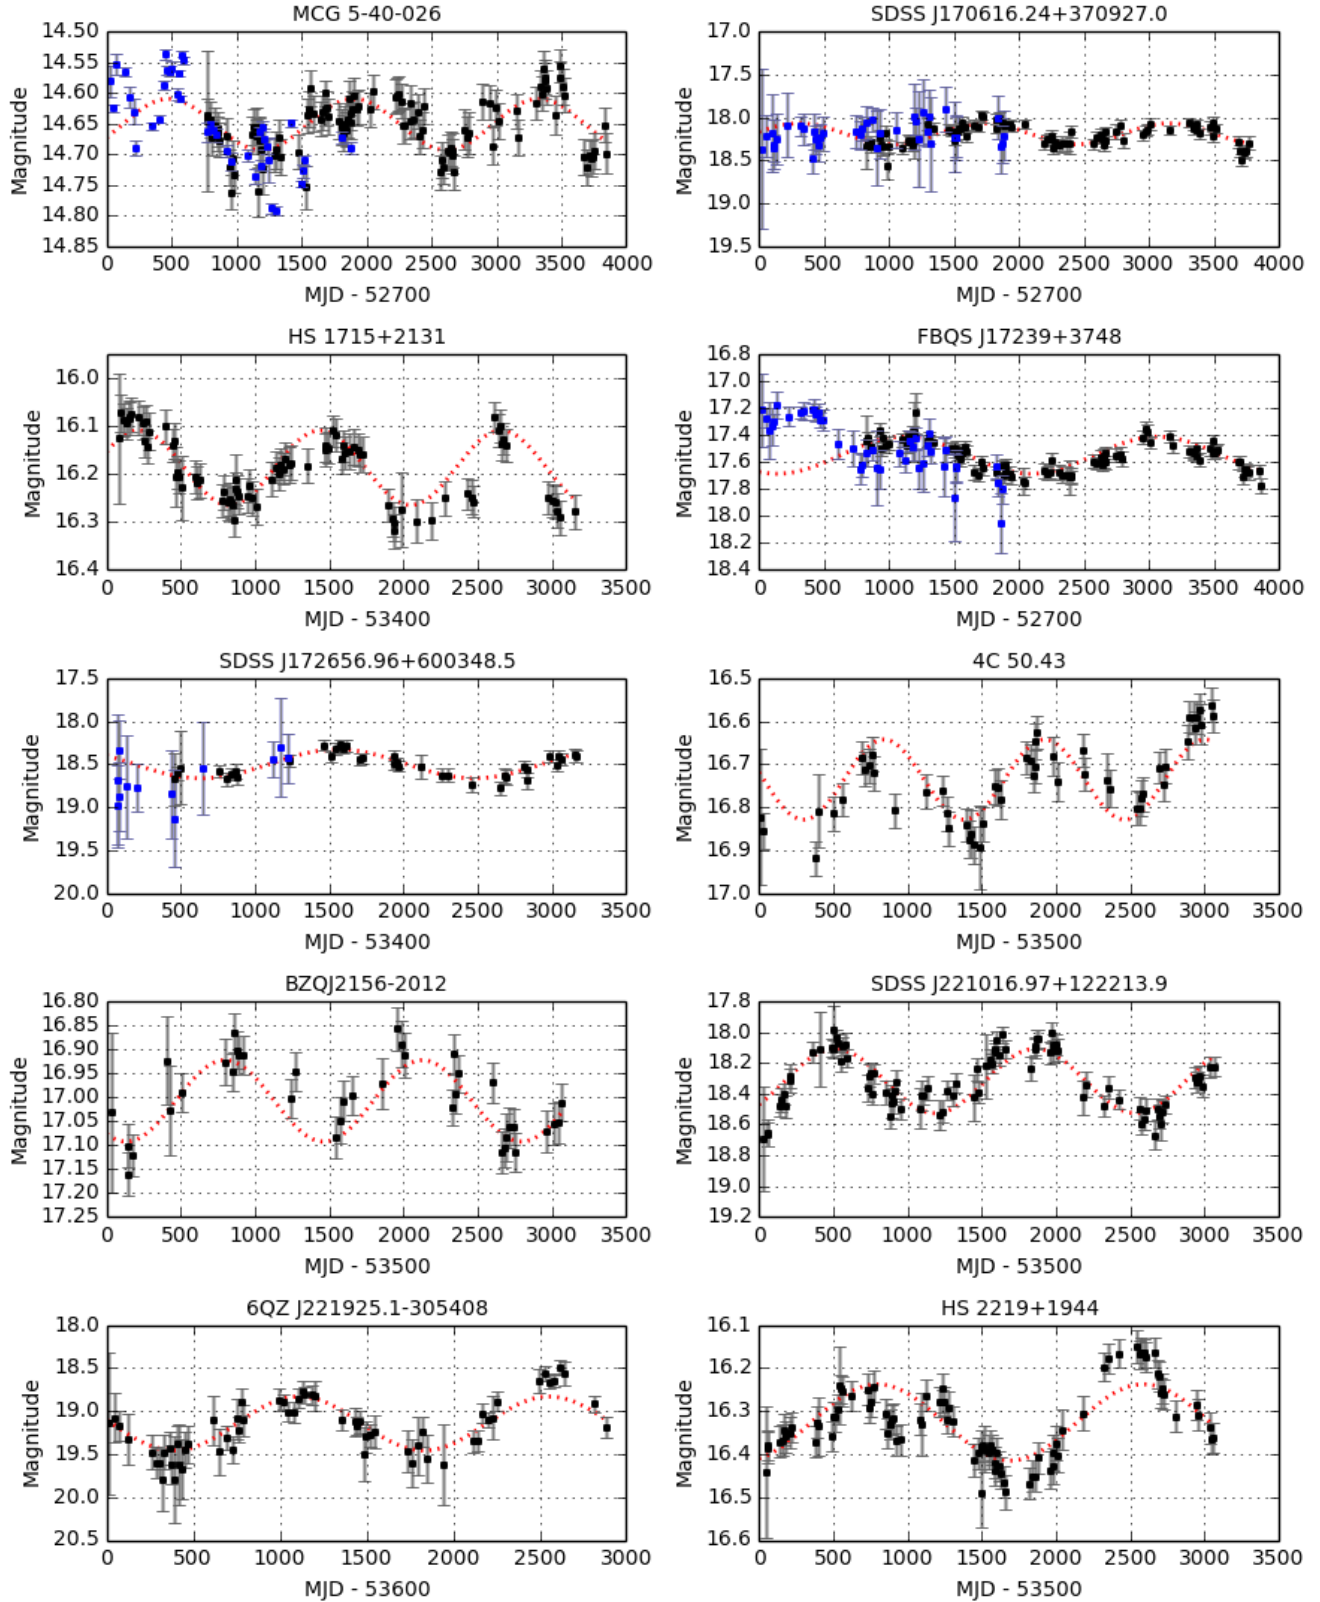 MCG 5-40-026
14.50
14.55
14.60
14.65
14.70
14.75
14.80
14.85
Magnitude
0 500 1000 1500 2000 2500 3000 3500 4000
MJD - 52700
SDSS J170616.24+370927.0
17.0
17.5
18.0
18.5
19.0
19.5
Magnitude
0 500 1000 1500 2000 2500 3000 3500 4000
MJD - 52700
HS 1715+2131
16.0
16.1
16.2
16.3
16.4
Magnitude
0 500 1000 1500 2000 2500 3000 3500
MJD - 53400
FBQS J17239+3748
16.8
17.0
17.2
17.4
17.6
17.8
18.0
18.2
18.4
Magnitude
0 500 1000 1500 2000 2500 3000 3500 4000
MJD - 52700
SDSS J172656.96+600348.5
17.5
18.0
18.5
19.0
19.5
20.0
Magnitude
0 500 1000 1500 2000 2500 3000 3500
MJD - 53400
4C 50.43
16.5
16.6
16.7
16.8
16.9
17.0
Magnitude
0 500 1000 1500 2000 2500 3000 3500
MJD - 53500
BZQJ2156-2012
16.80
16.85
16.90
16.95
17.00
17.05
17.10
17.15
17.20
17.25
Magnitude
0 500 1000 1500 2000 2500 3000 3500
MJD - 53500
SDSS J221016.97+122213.9
17.8
18.0
18.2
18.4
18.6
18.8
19.0
19.2
Magnitude
0 500 1000 1500 2000 2500 3000 3500
MJD - 53500
6QZ J221925.1-305408
18.0
18.5
19.0
19.5
20.0
20.5
Magnitude
0 500 1000 1500 2000 2500 3000
MJD - 53600
HS 2219+1944
16.1
16.2
16.3
16.4
16.5
16.6
Magnitude
0 500 1000 1500 2000 2500 3000 3500
MJD - 53500